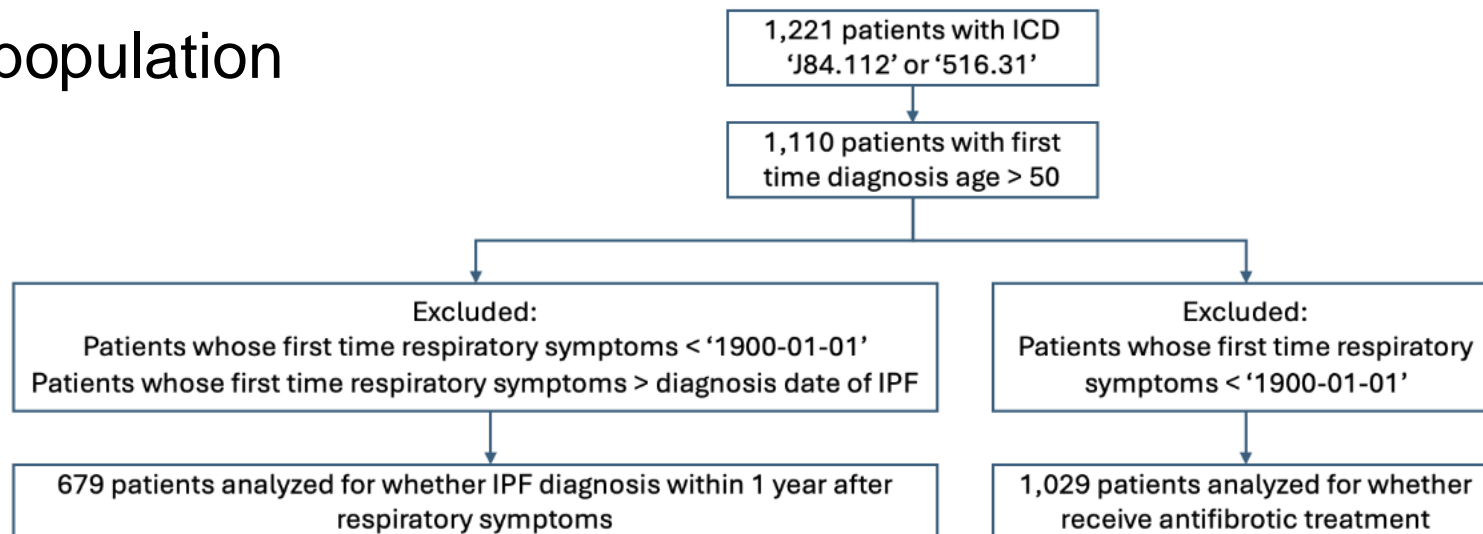 population
1,221 patients with ICD
‘J84.112’ or ‘516.31’
1,110 patients with first
time diagnosis age > 50
Excluded:
Patients whose first time respiratory symptoms < ‘1900-01-01’
Patients whose first time respiratory symptoms > diagnosis date of IPF
Excluded:
Patients whose first time respiratory
symptoms < ‘1900-01-01’
679 patients analyzed for whether IPF diagnosis within 1 year after
respiratory symptoms
1,029 patients analyzed for whether
receive antifibrotic treatment